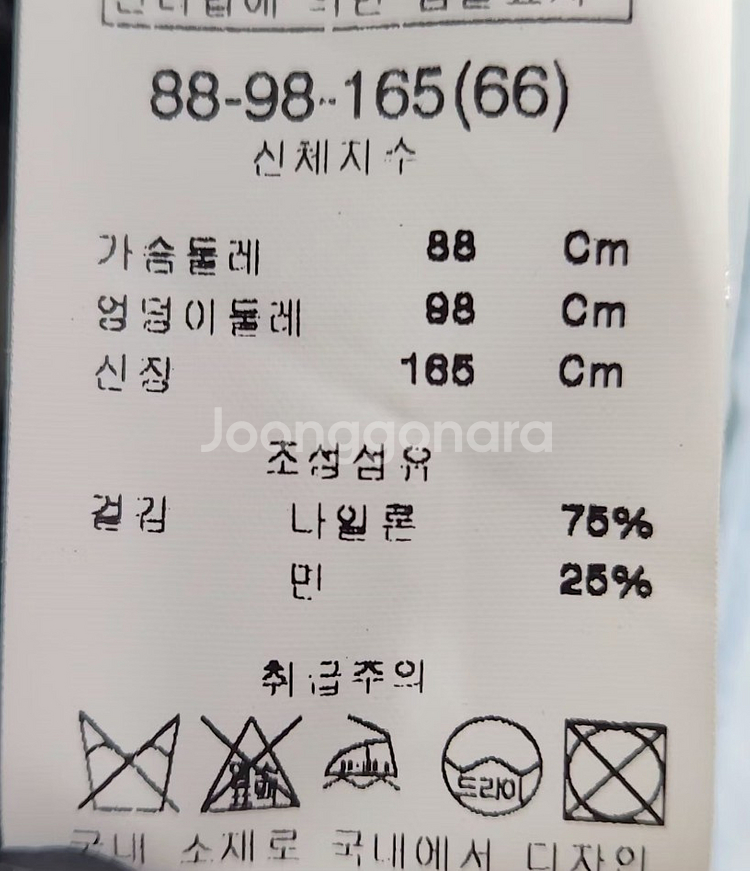 88-98-165(66)
신체치수
가슴둘레 88 Cm
엉덩이둘레 98 Cm
신장 165 Cm
Joonggonara
조성섬유
겉감 나일론 75%
면 25%
취급주의
염소
드라이
국내 소재로 국내에서 디자인